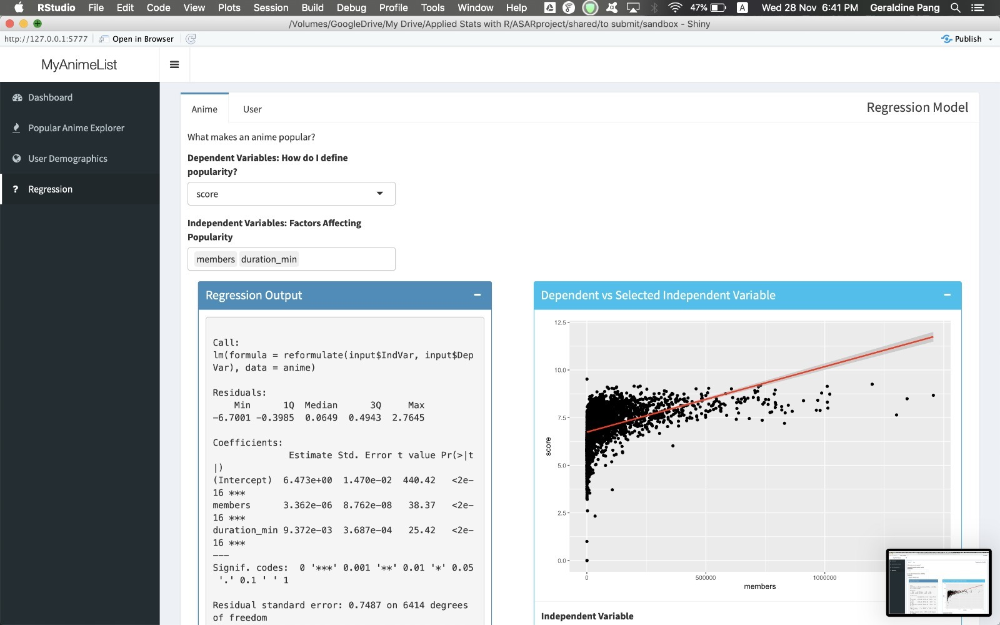 RStudio File Edit Code View Plots Session Build Debug Profile Tools Window Help 47% A Wed 28 Nov 6:41 PM Geraldine Pang
/Volumes/GoogleDrive/My Drive/Applied Stats with R/ASARproject/shared/to submit/sandbox - Shiny
http://127.0.0.1:5777 Open in Browser Publish
MyAnimeList
Dashboard
Popular Anime Explorer
User Demographics
? Regression
Anime User Regression Model
What makes an anime popular?
Dependent Variables: How do I define
popularity?
score
Independent Variables: Factors Affecting
Popularity
members duration_min
Regression Output
Call:
lm(formula = reformulate(input$IndVar, input$Dep
Var), data = anime)
Residuals:
Min 1Q Median 3Q Max
-6.7001 -0.3985 0.0649 0.4943 2.7645
Coefficients:
Estimate Std. Error t value Pr(>|t
|)
(Intercept) 6.473e+00 1.470e-02 440.42 <2e-
16 ***
members 3.362e-06 8.762e-08 38.37 <2e-
16 ***
duration_min 9.372e-03 3.687e-04 25.42 <2e-
16 ***
---
Signif. codes: 0 '***' 0.001 '**' 0.01 '*' 0.05
'.' 0.1 ' ' 1
Residual standard error: 0.7487 on 6414 degrees
of freedom
Dependent vs Selected Independent Variable
12.5
10.0
7.5
5.0
2.5
0.0
score
0 500000 1000000
members
Independent Variable